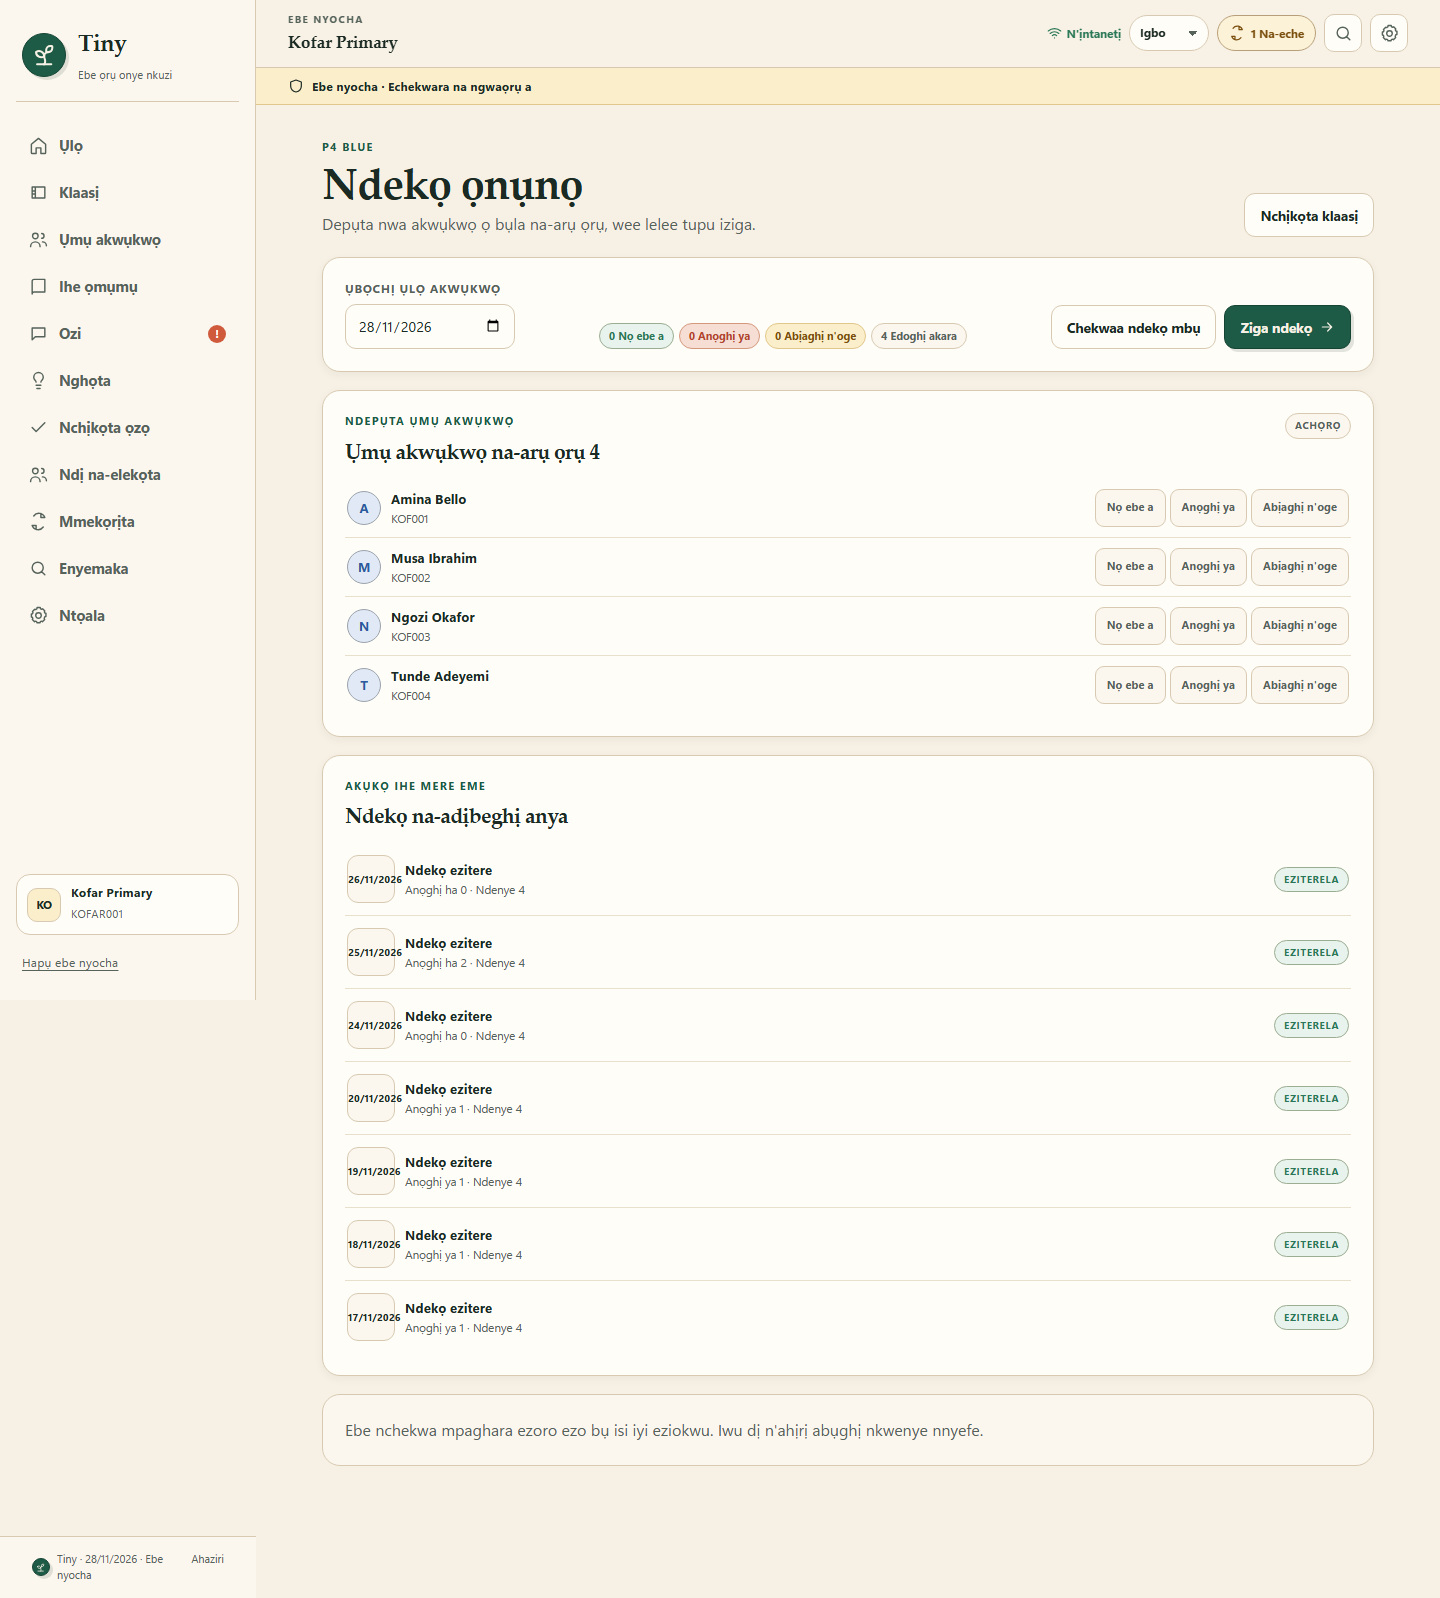 Tiny
Ebe ọrụ onye nkuzi
Ụlọ
Klaasị
Ụmụ akwụkwọ
Ihe ọmụmụ
Ozi
!
Nghọta
Nchịkọta ọzọ
Ndị na-elekọta
Mmekọrịta
Enyemaka
Ntọala
KO
Kofar Primary
KOFAR001
Hapụ ebe nyocha
Tiny · 28/11/2026 · Ebe nyocha
Ahaziri
EBE NYOCHA
Kofar Primary
N'ịntanetị
Igbo
1 Na-eche
Ebe nyocha · Echekwara na ngwaọrụ a
P4 BLUE
Ndekọ ọnụnọ
Depụta nwa akwụkwọ ọ bụla na-arụ ọrụ, wee lelee tupu iziga.
Nchịkọta klaasị
ỤBỌCHỊ ỤLỌ AKWỤKWỌ
28/11/2026
0 Nọ ebe a
0 Anọghị ya
0 Abịaghị n'oge
4 Edoghị akara
Chekwaa ndekọ mbụ
Ziga ndekọ
NDEPỤTA ỤMỤ AKWỤKWỌ
Ụmụ akwụkwọ na-arụ ọrụ 4
ACHỌRỌ
A
Amina Bello
KOF001
Nọ ebe a
Anọghị ya
Abịaghị n'oge
M
Musa Ibrahim
KOF002
Nọ ebe a
Anọghị ya
Abịaghị n'oge
N
Ngozi Okafor
KOF003
Nọ ebe a
Anọghị ya
Abịaghị n'oge
T
Tunde Adeyemi
KOF004
Nọ ebe a
Anọghị ya
Abịaghị n'oge
AKỤKỌ IHE MERE EME
Ndekọ na-adịbeghị anya
26/11/2026
Ndekọ ezitere
Anọghị ha 0 · Ndenye 4
EZITERELA
25/11/2026
Ndekọ ezitere
Anọghị ha 2 · Ndenye 4
EZITERELA
24/11/2026
Ndekọ ezitere
Anọghị ha 0 · Ndenye 4
EZITERELA
20/11/2026
Ndekọ ezitere
Anọghị ya 1 · Ndenye 4
EZITERELA
19/11/2026
Ndekọ ezitere
Anọghị ya 1 · Ndenye 4
EZITERELA
18/11/2026
Ndekọ ezitere
Anọghị ya 1 · Ndenye 4
EZITERELA
17/11/2026
Ndekọ ezitere
Anọghị ya 1 · Ndenye 4
EZITERELA
Ebe nchekwa mpaghara ezoro ezo bụ isi iyi eziokwu. Iwu dị n'ahịrị abụghị nkwenye nnyefe.